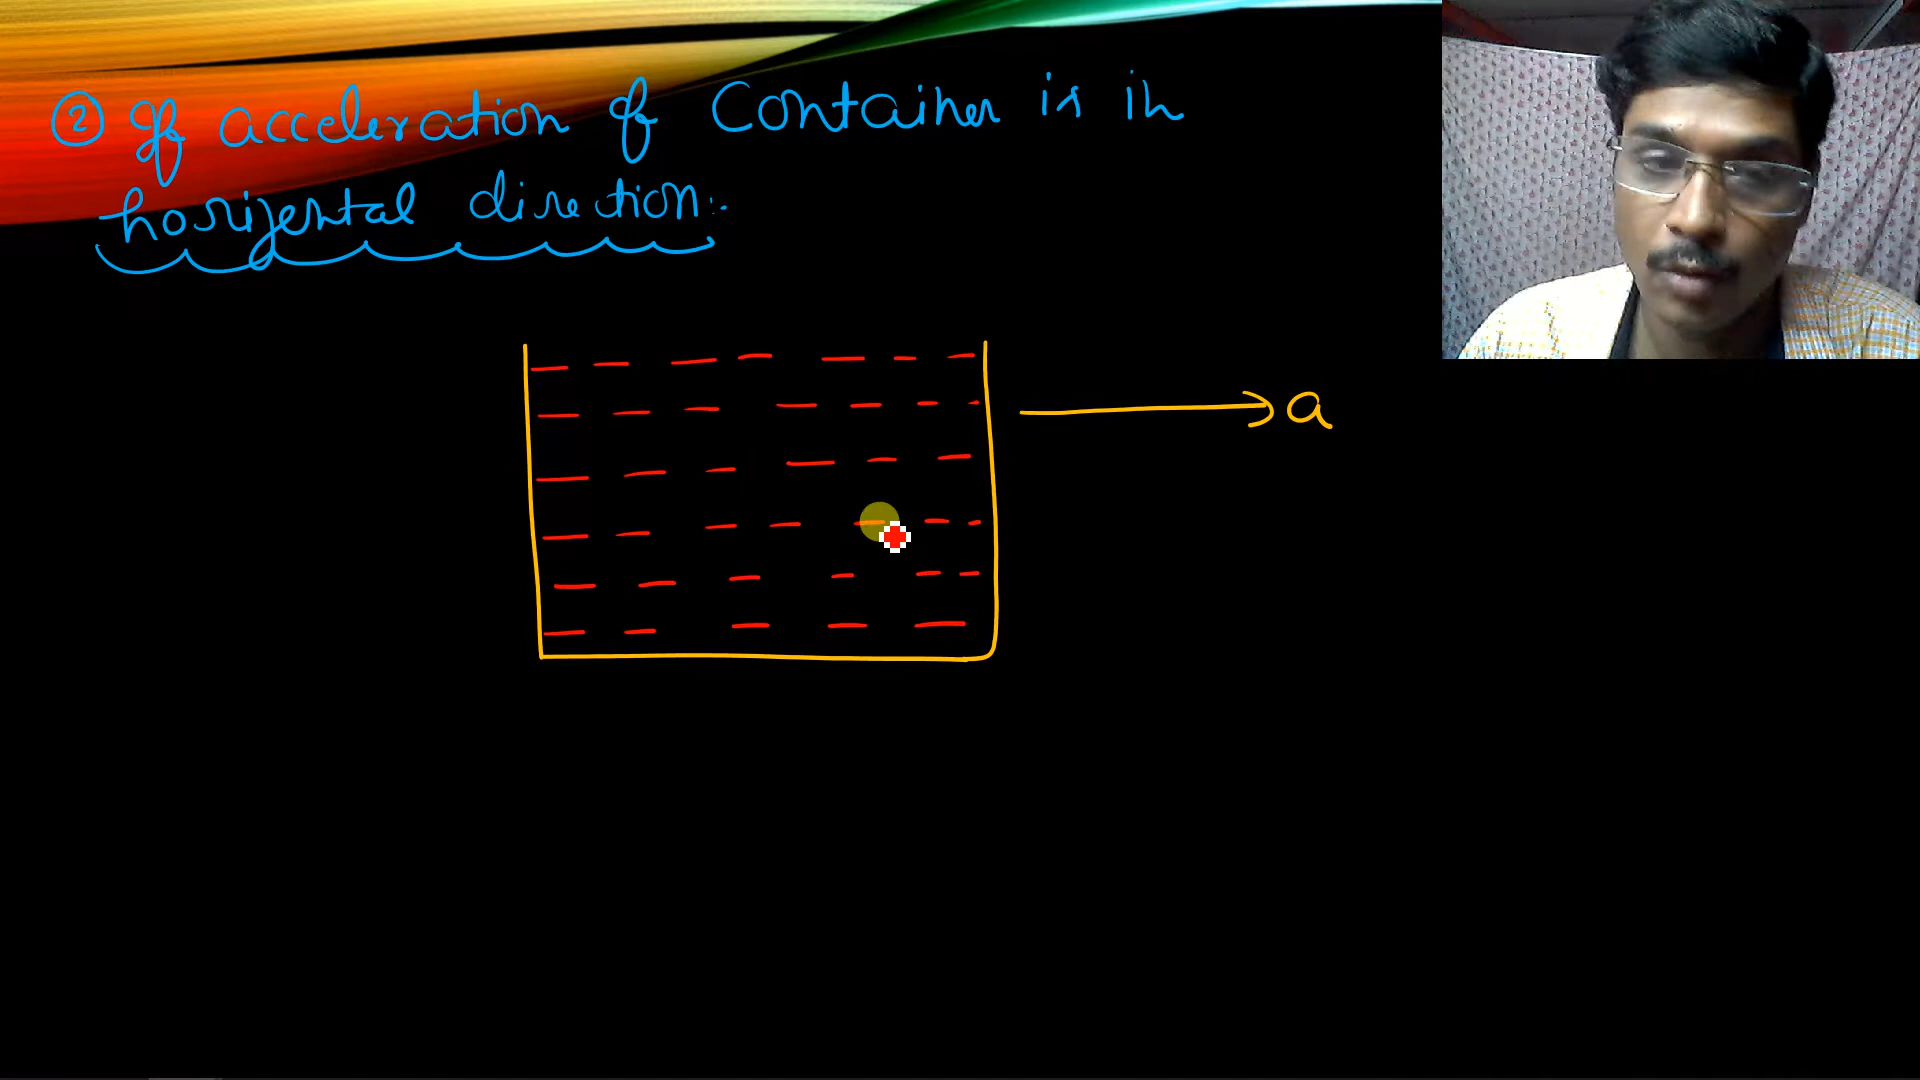 ② If acceleration of Container is in
horizental direction:.
a